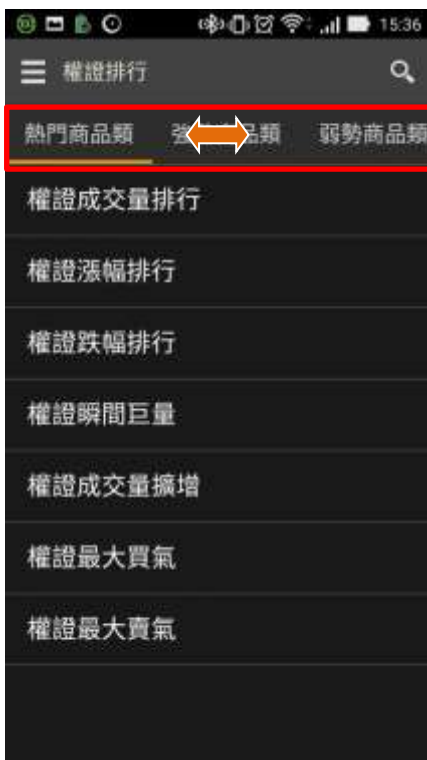 15:36
權證排行
熱門商品類 強 品類 弱勢商品類
權證成交量排行
權證漲幅排行
權證跌幅排行
權證瞬間巨量
權證成交量擴增
權證最大買氣
權證最大賣氣